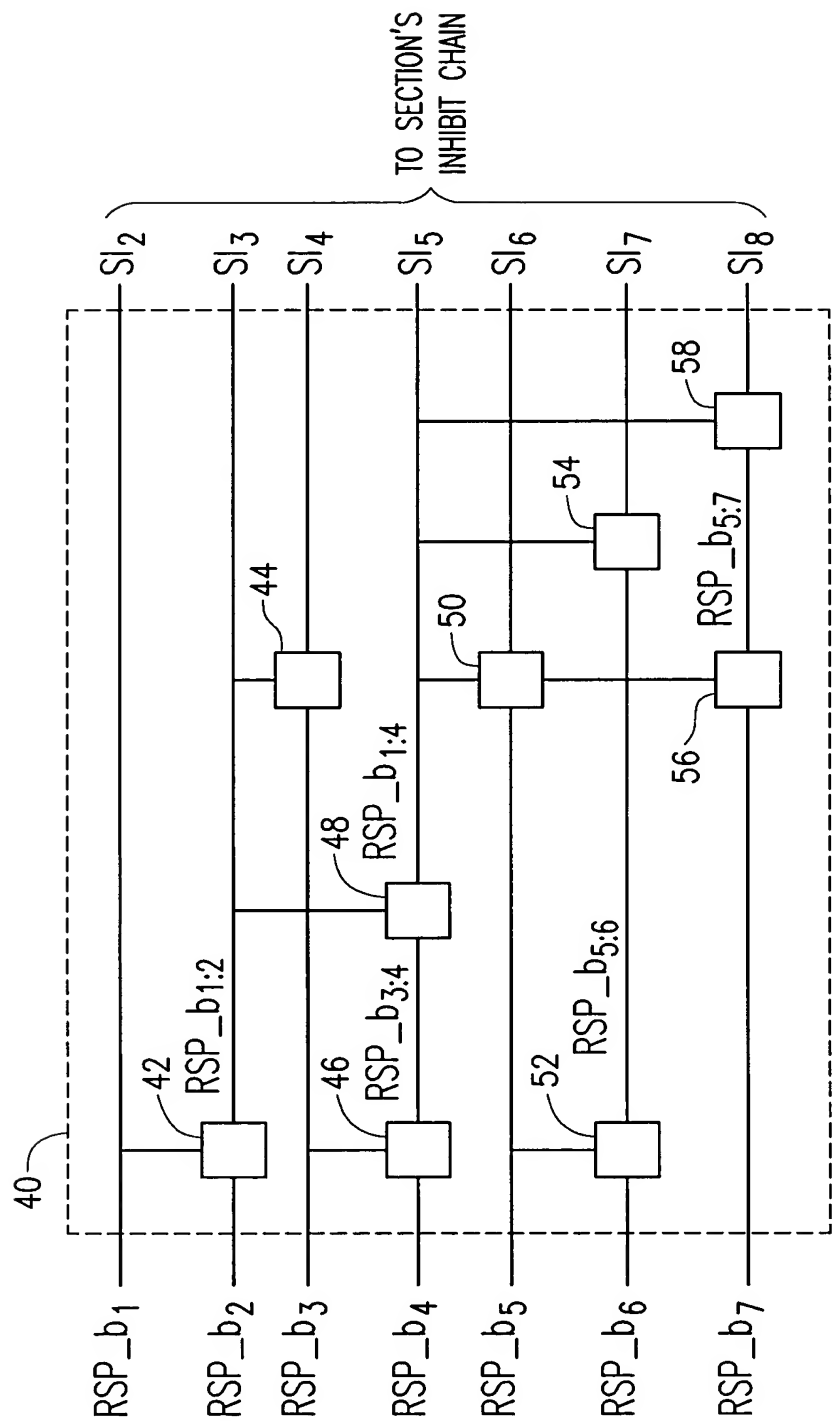 40
RSP_b1
RSP_b2
RSP_b3
RSP_b4
RSP_b5
RSP_b6
RSP_b7
42
RSP_b1:2
44
46
RSP_b3:4
48
RSP_b1:4
50
52
RSP_b5:6
54
56
RSP_b5:7
58
SI2
SI3
SI4
SI5
SI6
SI7
SI8
TO SECTION'S
INHIBIT CHAIN